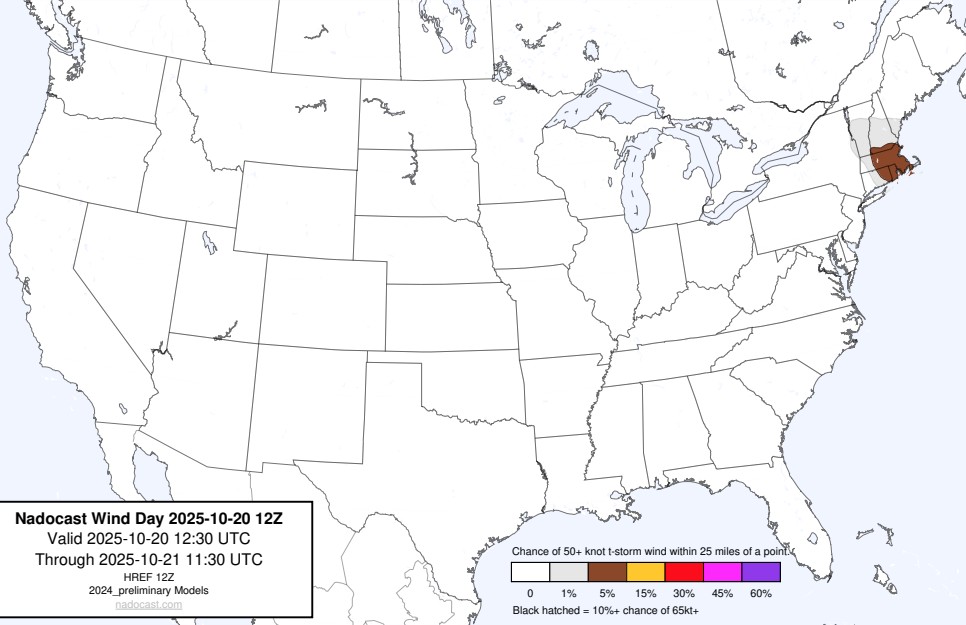 Nadocast Wind Day 2025-10-20 12Z
Valid 2025-10-20 12:30 UTC
Through 2025-10-21 11:30 UTC
HREF 12Z
2024_preliminary Models
nadocast.com
Chance of 50+ knot t-storm wind within 25 miles of a point.
0 1% 5% 15% 30% 45% 60%
Black hatched = 10%+ chance of 65kt+